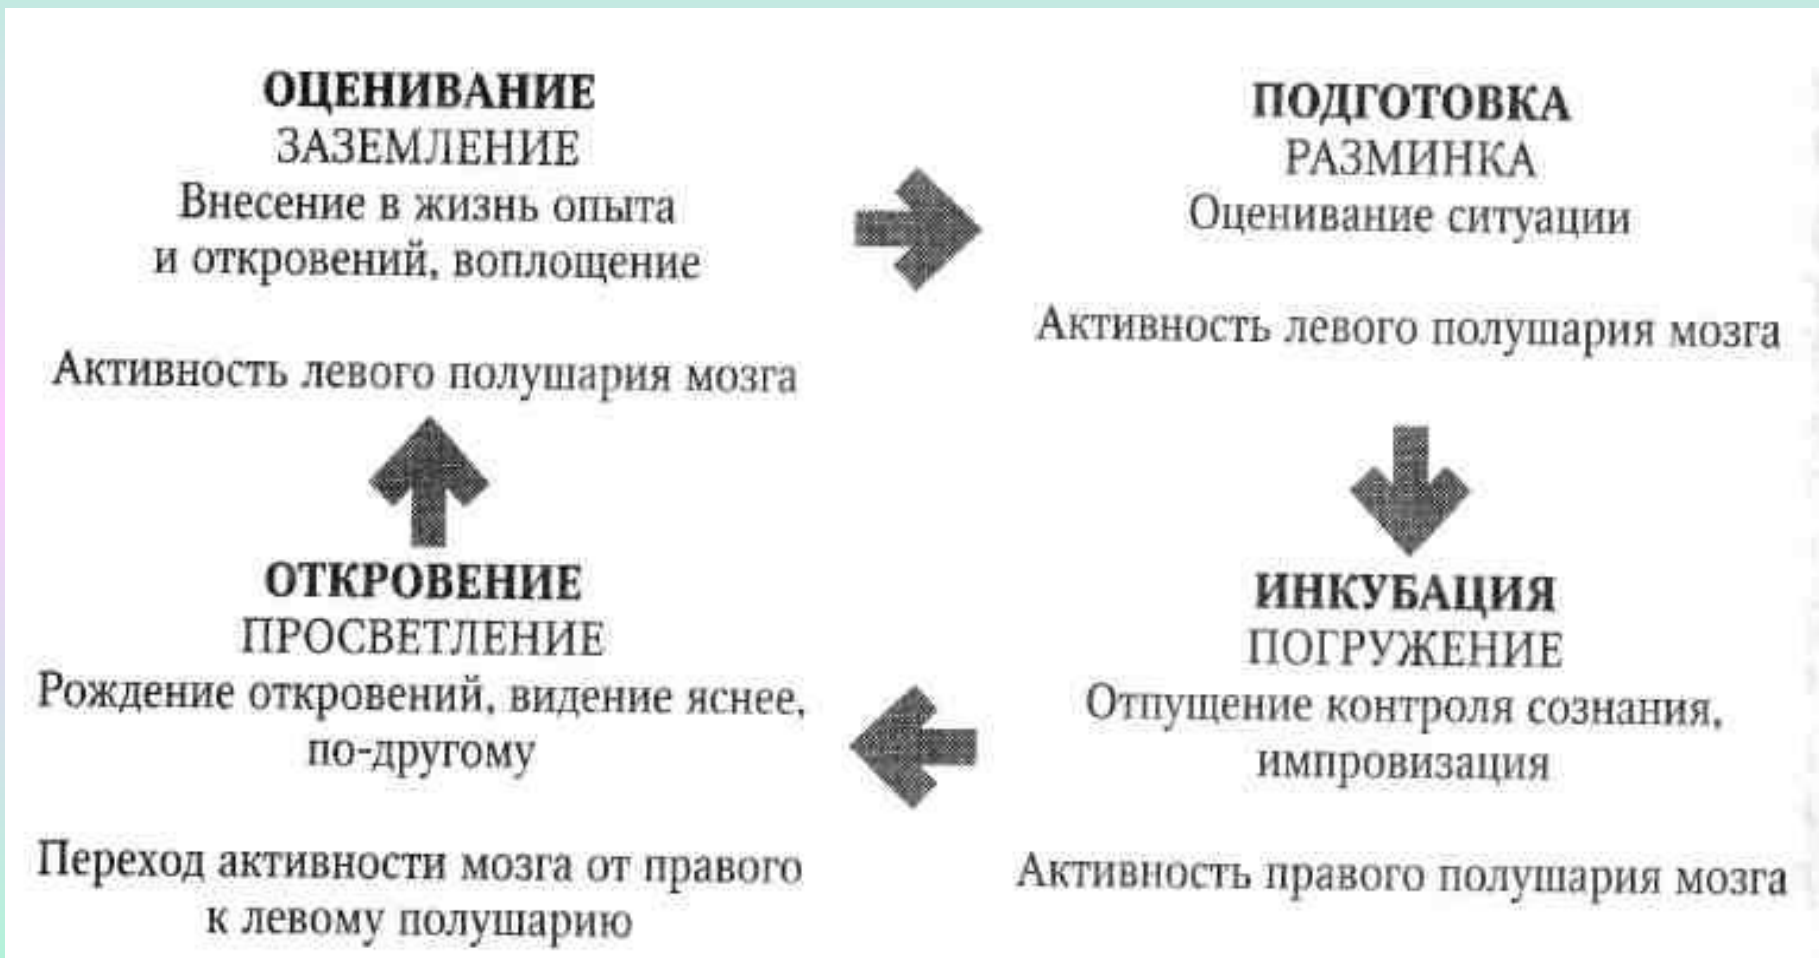 ОЦЕНИВАНИЕ
ЗАЗЕМЛЕНИЕ
Внесение в жизнь опыта
и откровений, воплощение
Активность левого полушария мозга
ПОДГОТОВКА
РАЗМИНКА
Оценивание ситуации
Активность левого полушария мозга
ОТКРОВЕНИЕ
ПРОСВЕТЛЕНИЕ
Рождение откровений, видение яснее,
по-другому
Переход активности мозга от правого
к левому полушарию
ИНКУБАЦИЯ
ПОГРУЖЕНИЕ
Отпущение контроля сознания,
импровизация
Активность правого полушария мозга